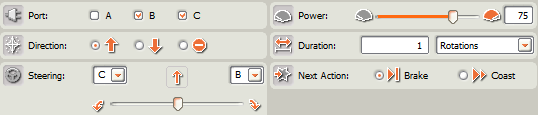 Port: A B C
Power: 75
Direction:
Duration: 1 Rotations
Steering: C B
Next Action: Brake Coast